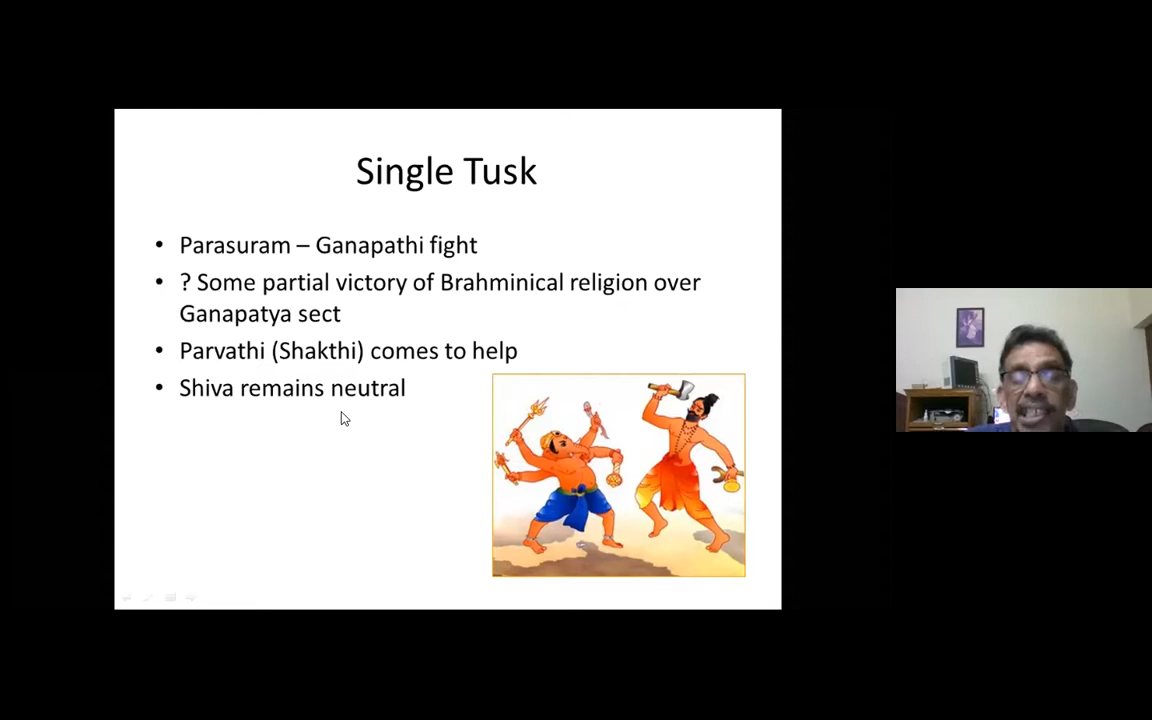 Single Tusk
• Parasuram – Ganapathi fight
• ? Some partial victory of Brahminical religion over
Ganapatya sect
• Parvathi (Shakthi) comes to help
• Shiva remains neutral